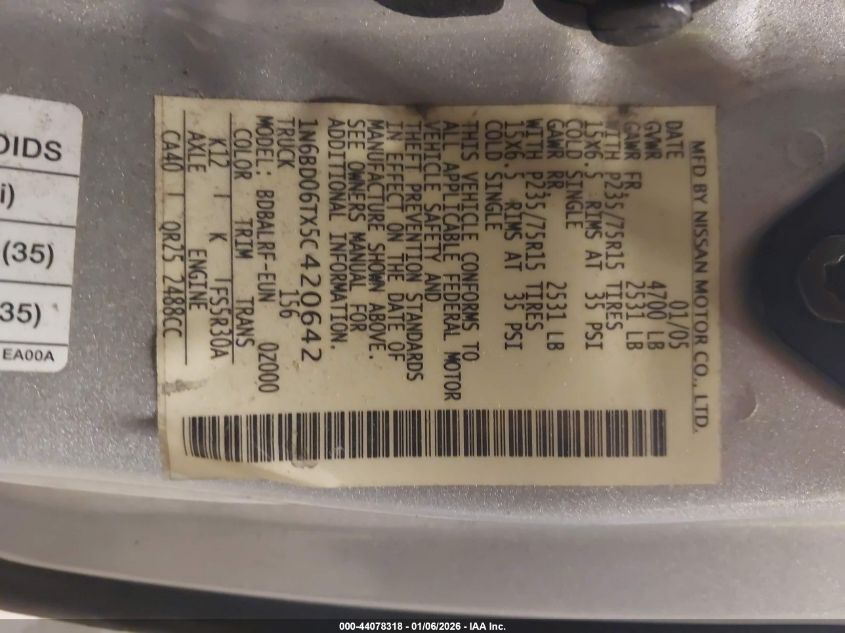 MFD BY NISSAN MOTOR CO., LTD.
DATE 01/05
GVWR 4700 LB
GAWR FR, 2531 LB
WITH P235/75R15 TIRES
15X6.5 RIMS AT 35 PSI
COLD SINGLE
GAWR RR, 2531 LB
WITH P235/75R15 TIRES
15X6.5 RIMS AT 35 PSI
COLD SINGLE
THIS VEHICLE CONFORMS TO
ALL APPLICABLE FEDERAL MOTOR
VEHICLE SAFETY AND
THEFT PREVENTION STANDARDS
IN EFFECT ON THE DATE OF
MANUFACTURE SHOWN ABOVE.
SEE OWNERS MANUAL FOR
ADDITIONAL INFORMATION.
1N6BD06TX5C420642
TRUCK 156
MODEL: BDBALRF-EUN QZ000
COLOR TRIM TRANS
K12 K FS5R30A
AXLE ENGINE
CA40 QR25 2488CC
OIDS
i)
(35)
35)
EA00A
000-44078318 - 01/06/2026 - IAA Inc.